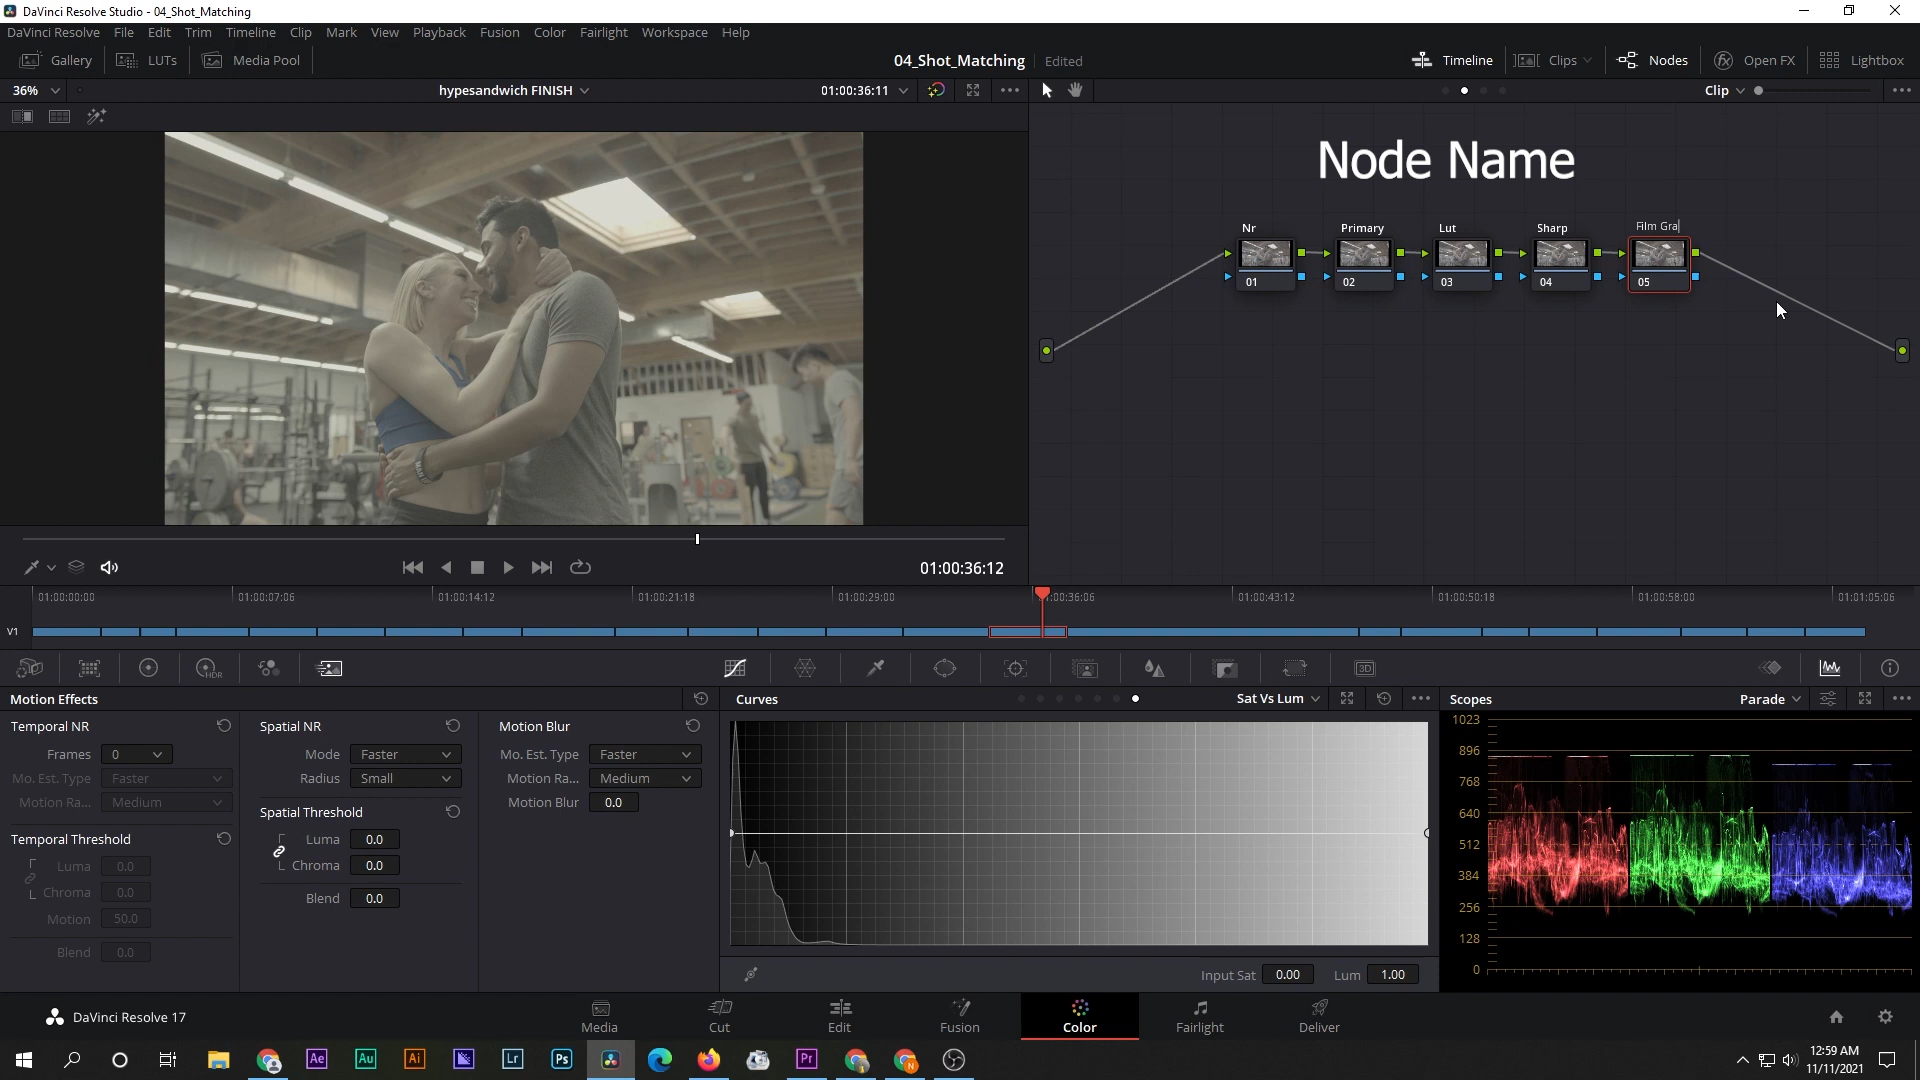 DaVinci Resolve Studio - 04_Shot_Matching
DaVinci Resolve File Edit Trim Timeline Clip Mark View Playback Fusion Color Fairlight Workspace Help
Gallery LUTs Media Pool 04_Shot_Matching Edited Timeline Clips Nodes Open FX Lightbox
36% hypesandwich FINISH 01:00:36:11 Clip
Node Name
Nr Primary Lut Sharp Film Gra
01 02 03 04 05
01:00:36:12
01:00:00:00 01:00:07:06 01:00:14:12 01:00:21:18 01:00:29:00 :00:36:06 01:00:43:12 01:00:50:18 01:00:58:00 01:01:05:06
V1
HDR
3D
Motion Effects
Temporal NR
Frames 0
Mo. Est. Type Faster
Motion Ra... Medium
Temporal Threshold
Luma 0.0
Chroma 0.0
Motion 50.0
Blend 0.0
Spatial NR
Mode Faster
Radius Small
Spatial Threshold
Luma 0.0
Chroma 0.0
Blend 0.0
Motion Blur
Mo. Est. Type Faster
Motion Ra... Medium
Motion Blur 0.0
Curves Sat Vs Lum
Input Sat 0.00 Lum 1.00
Scopes Parade
1023
896
768
640
512
384
256
128
0
DaVinci Resolve 17 Media Cut Edit Fusion Color Fairlight Deliver
Ae Au Ai Lr Ps Pr N
12:59 AM
11/11/2021